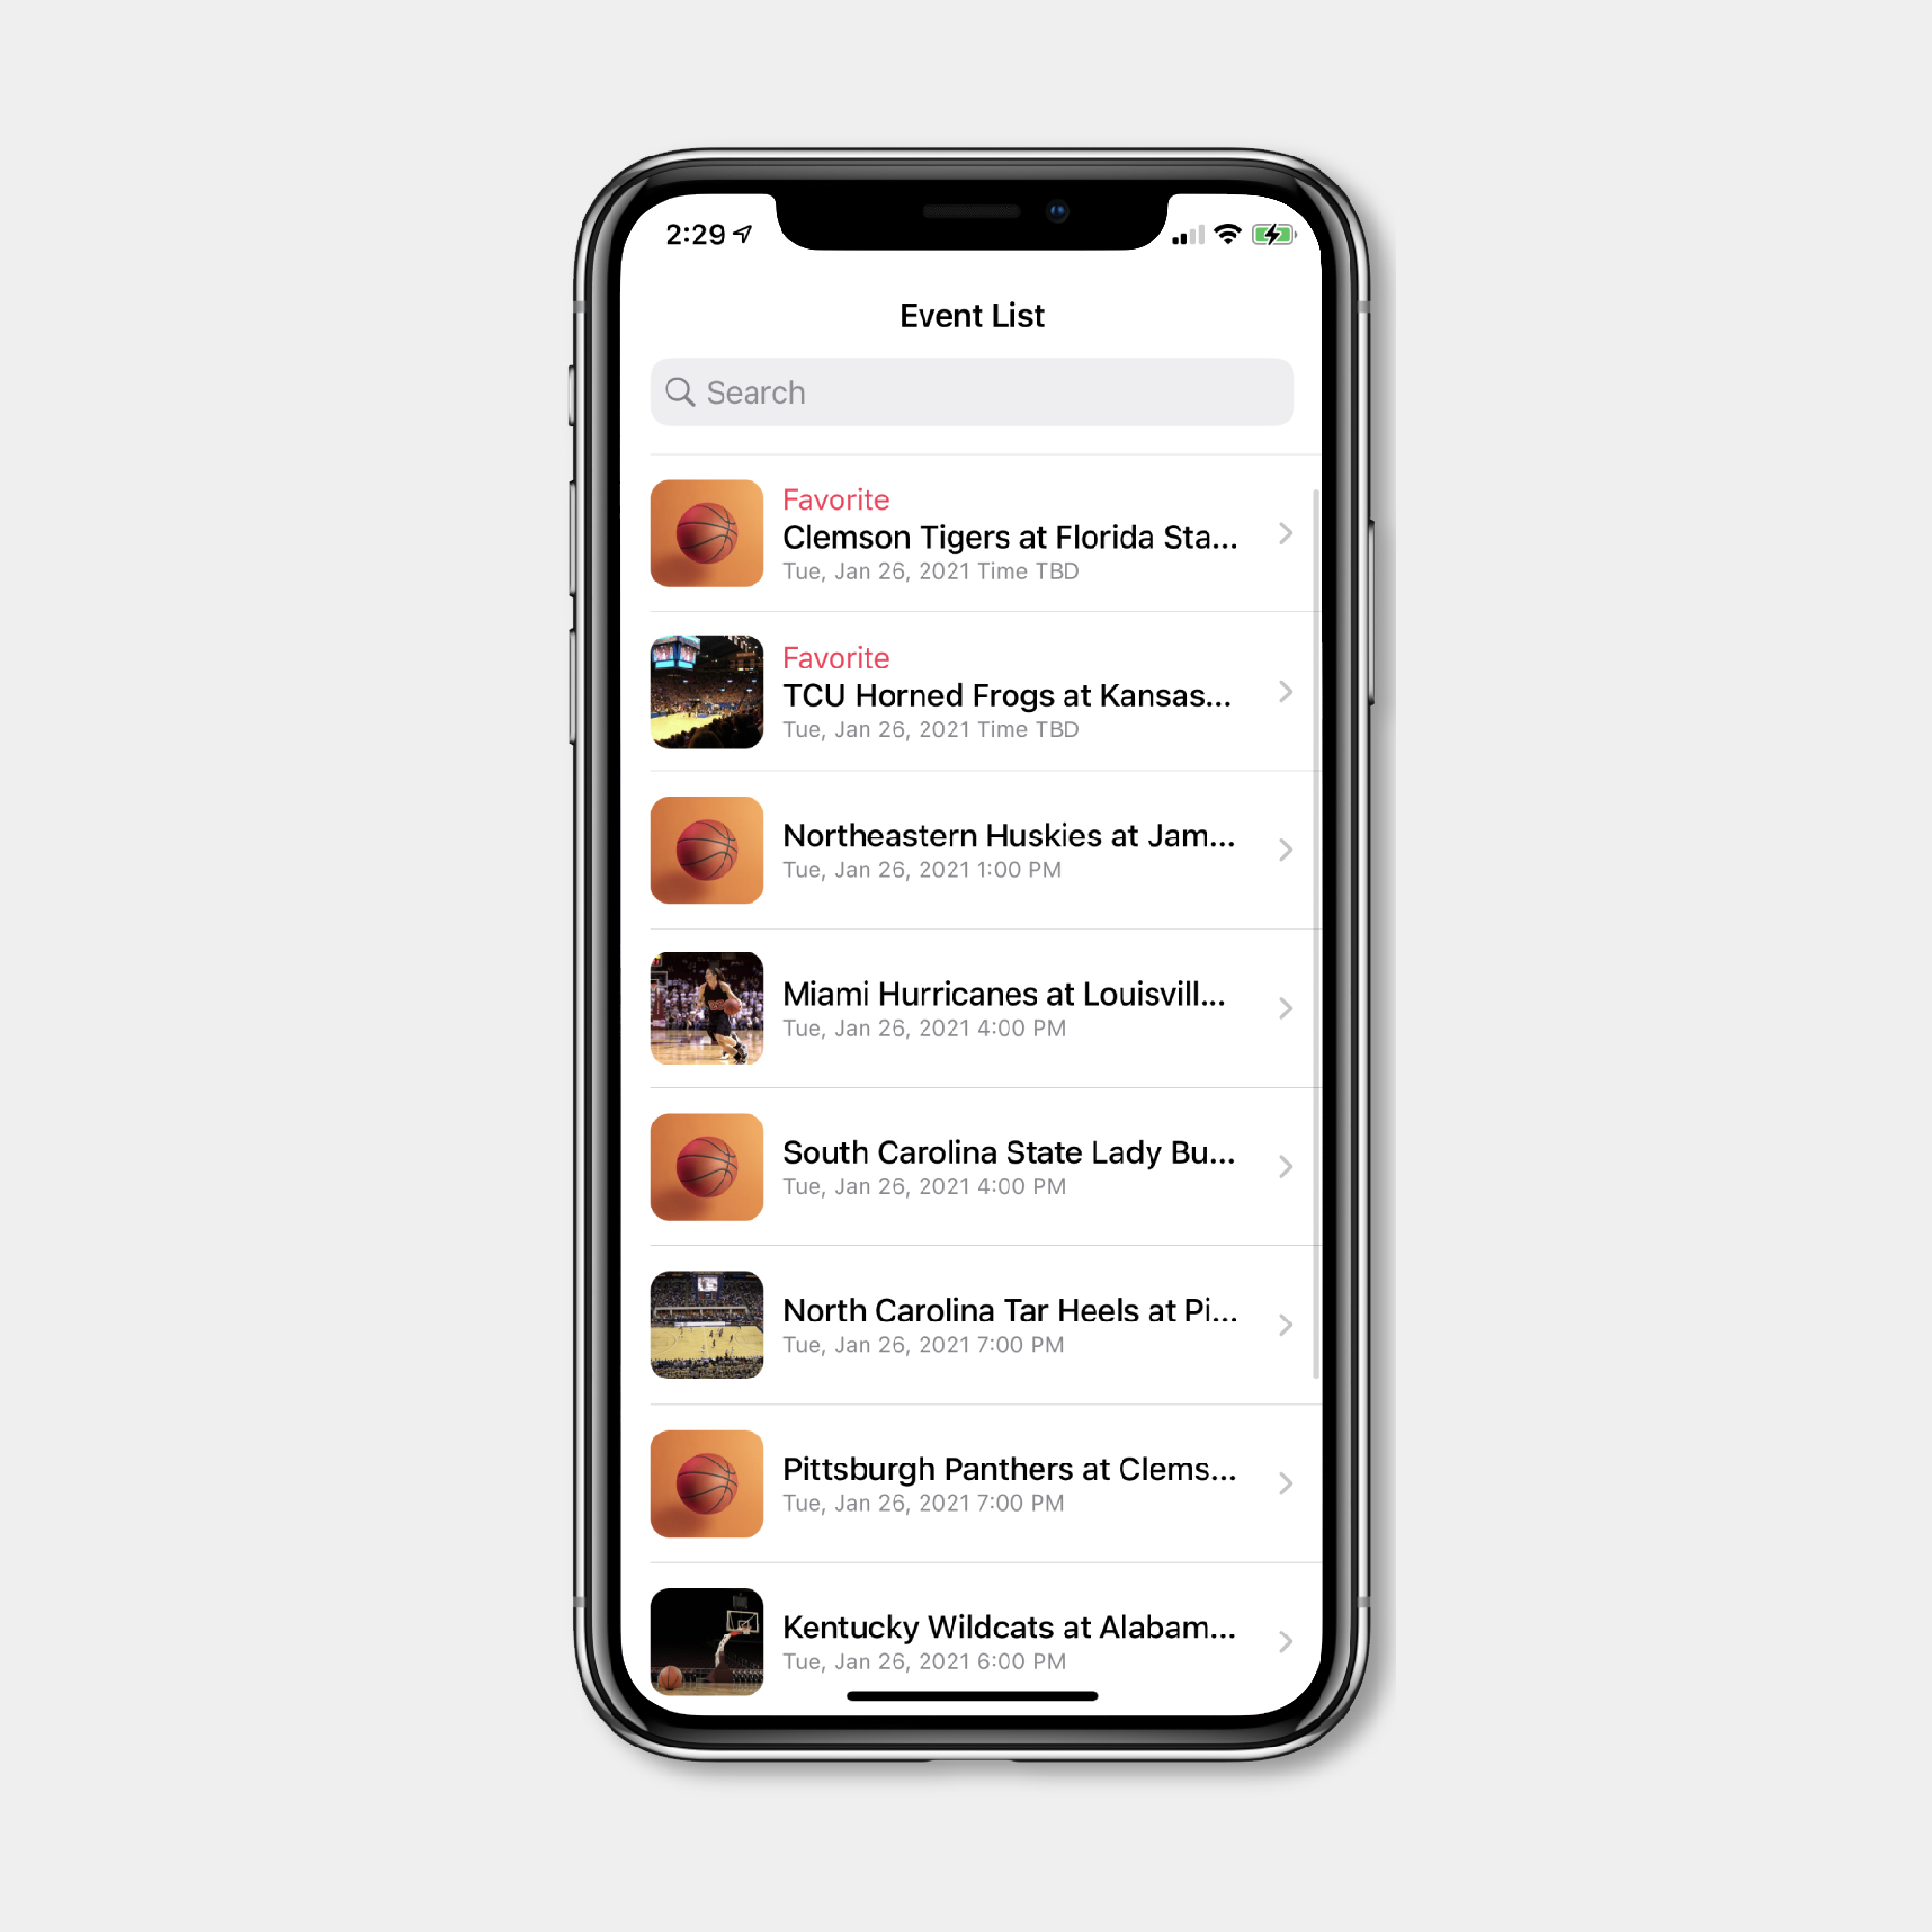 2:29
Event List
Search
Favorite
Clemson Tigers at Florida Sta...
Tue, Jan 26, 2021 Time TBD
Favorite
TCU Horned Frogs at Kansas...
Tue, Jan 26, 2021 Time TBD
Northeastern Huskies at Jam...
Tue, Jan 26, 2021 1:00 PM
Miami Hurricanes at Louisvill...
Tue, Jan 26, 2021 4:00 PM
South Carolina State Lady Bu...
Tue, Jan 26, 2021 4:00 PM
North Carolina Tar Heels at Pi...
Tue, Jan 26, 2021 7:00 PM
Pittsburgh Panthers at Clems...
Tue, Jan 26, 2021 7:00 PM
Kentucky Wildcats at Alabam...
Tue, Jan 26, 2021 6:00 PM